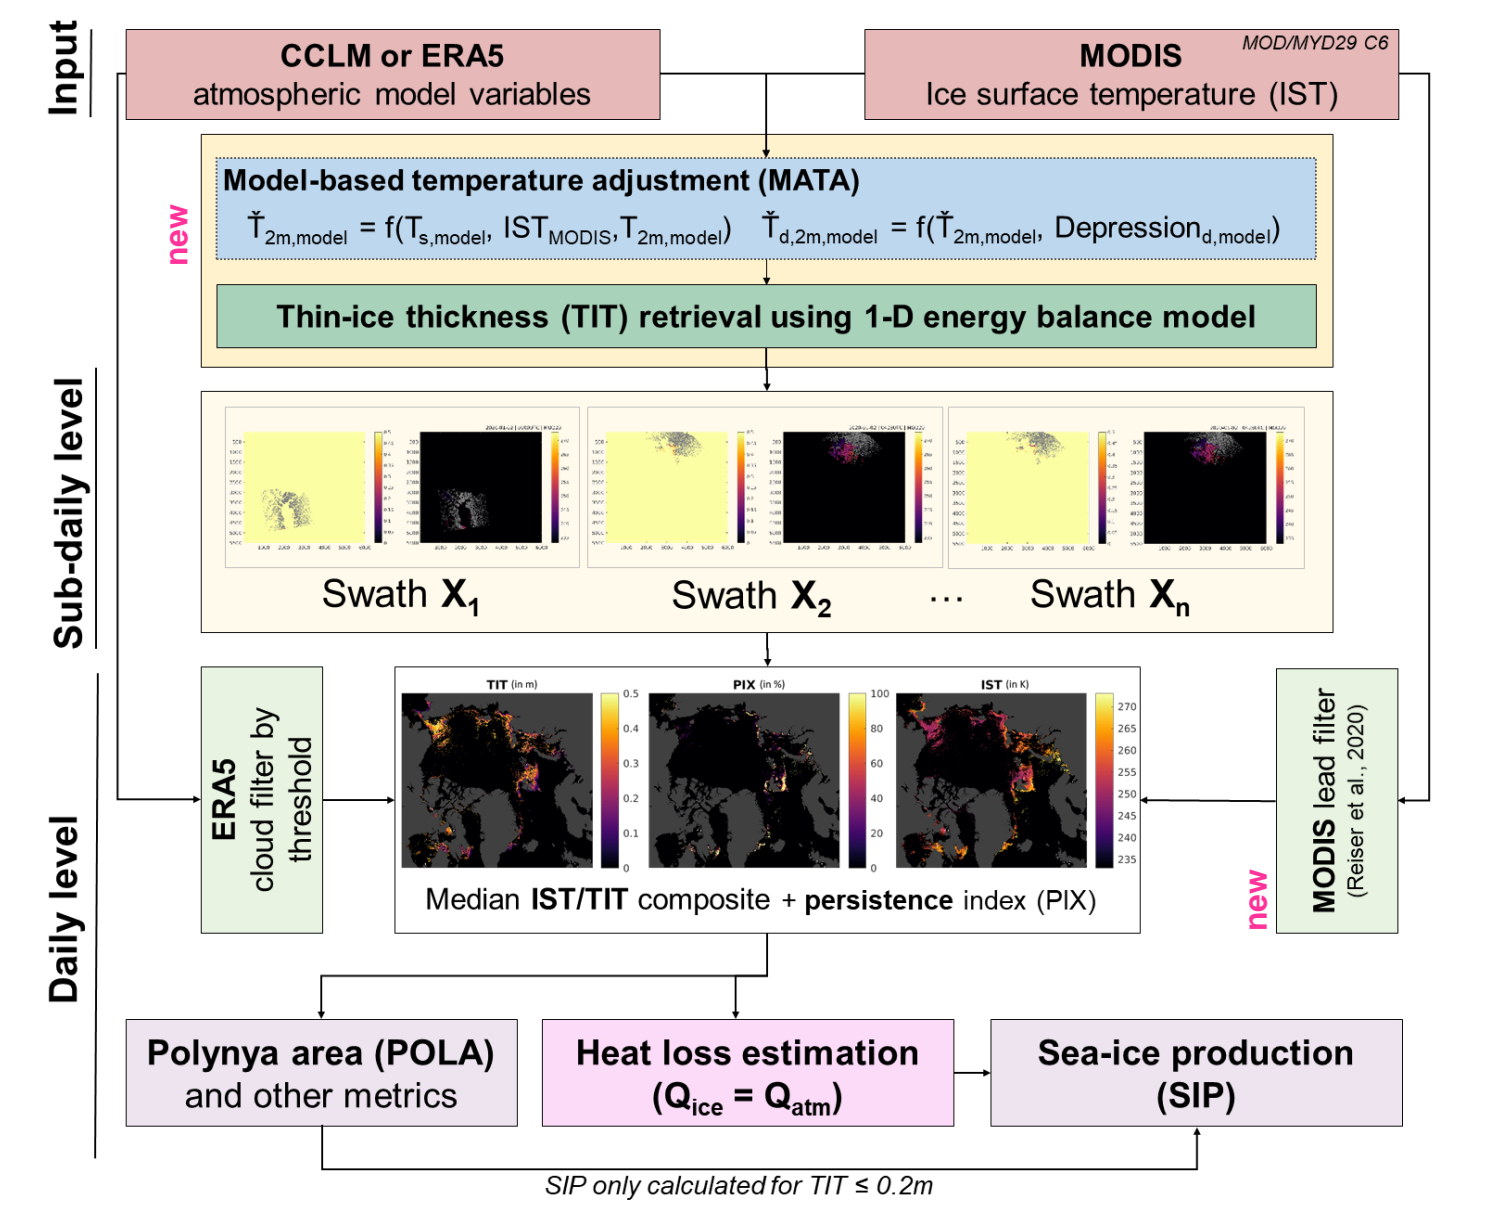 Input
CCLM or ERA5
atmospheric model variables
MOD/MYD29 C6
MODIS
Ice surface temperature (IST)
new
Model-based temperature adjustment (MATA)
Ť2m,model = f(Ts,model, ISTMODIS,T2m,model) Ťd,2m,model = f(Ť2m,model, Depressiond,model)
Thin-ice thickness (TIT) retrieval using 1-D energy balance model
Sub-daily level
Swath X1
Swath X2
...
Swath Xn
Daily level
ERA5
cloud filter by
threshold
TIT (in m)
0.5
0.4
0.3
0.2
0.1
0
PIX (in %)
100
80
60
40
20
0
IST (in K)
270
265
260
255
250
245
240
235
Median IST/TIT composite + persistence index (PIX)
new
MODIS lead filter
(Reiser et al., 2020)
Polynya area (POLA)
and other metrics
Heat loss estimation
(Qice = Qatm)
Sea-ice production
(SIP)
SIP only calculated for TIT ≤ 0.2m